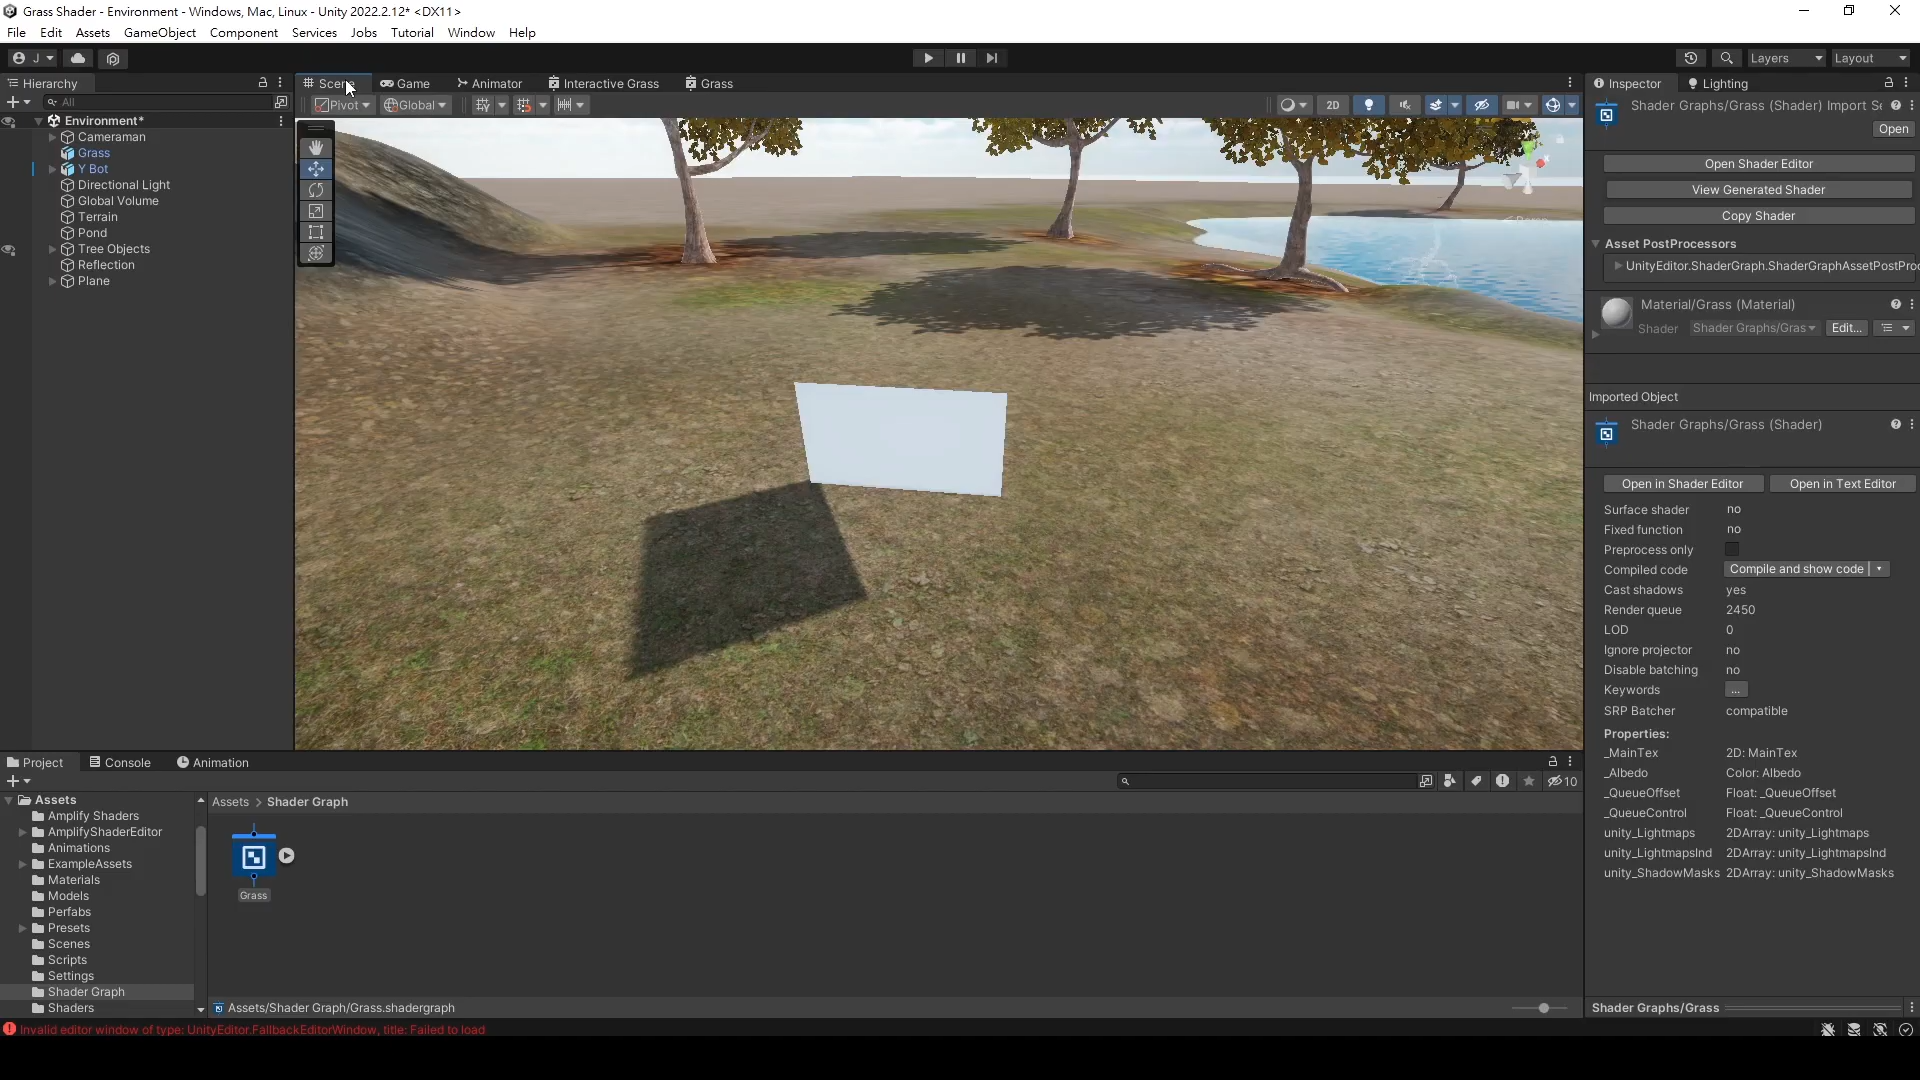 Grass Shader - Environment - Windows, Mac, Linux - Unity 2022.2.12* <DX11>
File Edit Assets GameObject Component Services Jobs Tutorial Window Help
J Layers Layout
Hierarchy
All
Environment*
Cameraman
Grass
Y Bot
Directional Light
Global Volume
Terrain
Pond
Tree Objects
Reflection
Plane
Scene Game Animator Interactive Grass Grass
Pivot Global 2D
Persp
Inspector Lighting
Shader Graphs/Grass (Shader) Import Se
Open
Open Shader Editor
View Generated Shader
Copy Shader
Asset PostProcessors
UnityEditor.ShaderGraph.ShaderGraphAssetPostProc
Material/Grass (Material)
Shader Shader Graphs/Gras Edit...
Imported Object
Shader Graphs/Grass (Shader)
Open in Shader Editor Open in Text Editor
Surface shader no
Fixed function no
Preprocess only
Compiled code Compile and show code
Cast shadows yes
Render queue 2450
LOD 0
Ignore projector no
Disable batching no
Keywords ...
SRP Batcher compatible
Properties:
_MainTex 2D: MainTex
_Albedo Color: Albedo
_QueueOffset Float: _QueueOffset
_QueueControl Float: _QueueControl
unity_Lightmaps 2DArray: unity_Lightmaps
unity_LightmapsInd 2DArray: unity_LightmapsInd
unity_ShadowMasks 2DArray: unity_ShadowMasks
Shader Graphs/Grass
Project Console Animation
10
Assets
Amplify Shaders
AmplifyShaderEditor
Animations
ExampleAssets
Materials
Models
Perfabs
Presets
Scenes
Scripts
Settings
Shader Graph
Shaders
Assets > Shader Graph
Grass
Assets/Shader Graph/Grass.shadergraph
Invalid editor window of type: UnityEditor.FallbackEditorWindow, title: Failed to load